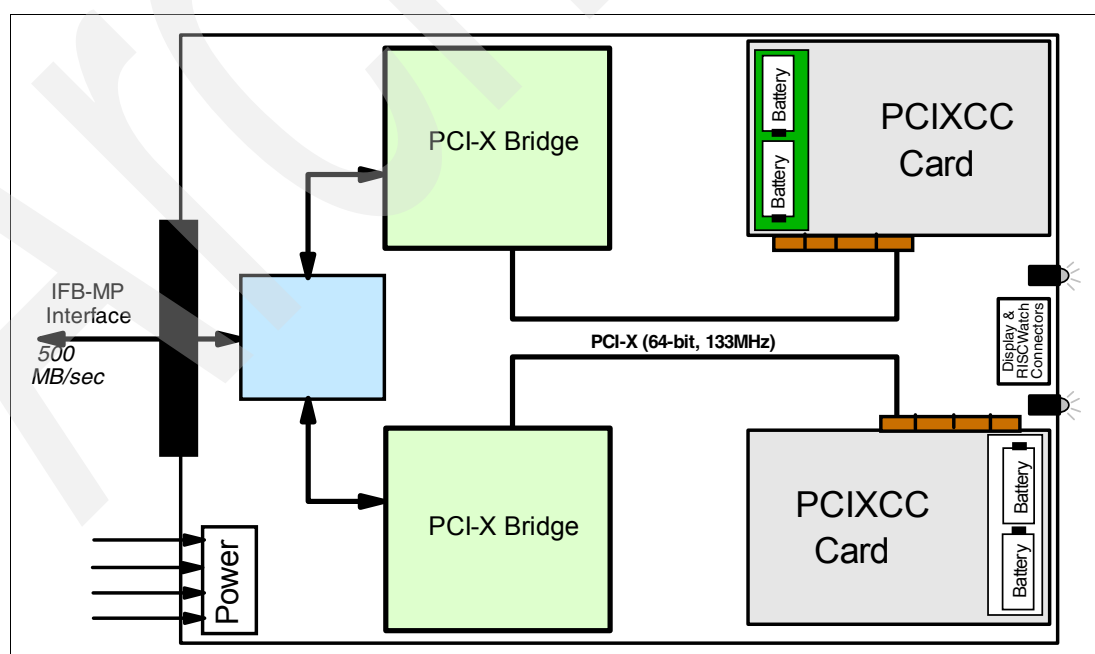 PCI-X Bridge
Battery
Battery
PCIXCC
Card
IFB-MP
Interface
500
MB/sec
PCI-X (64-bit, 133MHz)
Display &
RISCWatch
Connectors
PCI-X Bridge
PCIXCC
Card
Battery
Battery
Power